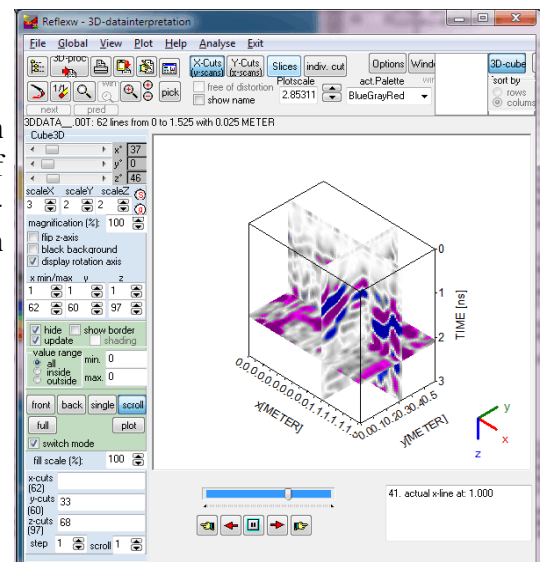 Reflexw - 3D-datainterpretation
File Global View Plot Help Analyse Exit
3D-proc
X-Cuts (y-scans) Y-Cuts (x-scans) Slices indiv. cut Options Wind 3D-cube
free of distortion Plotscale act.Palette
show name 2.85311 BlueGrayRed
pick
sort by
rows
colums
next pred
3DDATA__.00T: 62 lines from 0 to 1.525 with 0.025 METER
Cube3D
x° 37
y° 0
z° 46
scaleX scaleY scaleZ
3 2 2
magnification (%): 100
flip z-axis
black background
display rotation axis
x min/max y z
1 1 1
62 60 97
hide show border
update shading
value range
all min. 0
inside
outside max. 0
front back single scroll
full plot
switch mode
fill scale (%): 100
x-cuts (62)
y-cuts (60) 33
z-cuts (97) 68
step 1 scroll 1
0
1
2
3
TIME [ns]
x[METER]
y[METER]
y
x
z
41. actual x-line at: 1.000